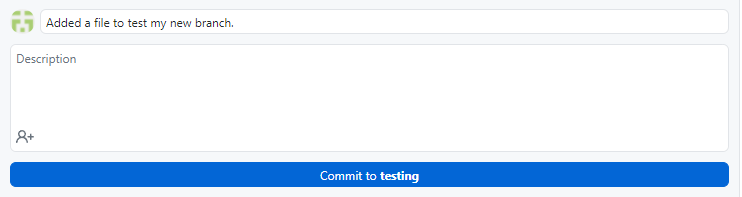 Added a file to test my new branch.
Description
Commit to testing